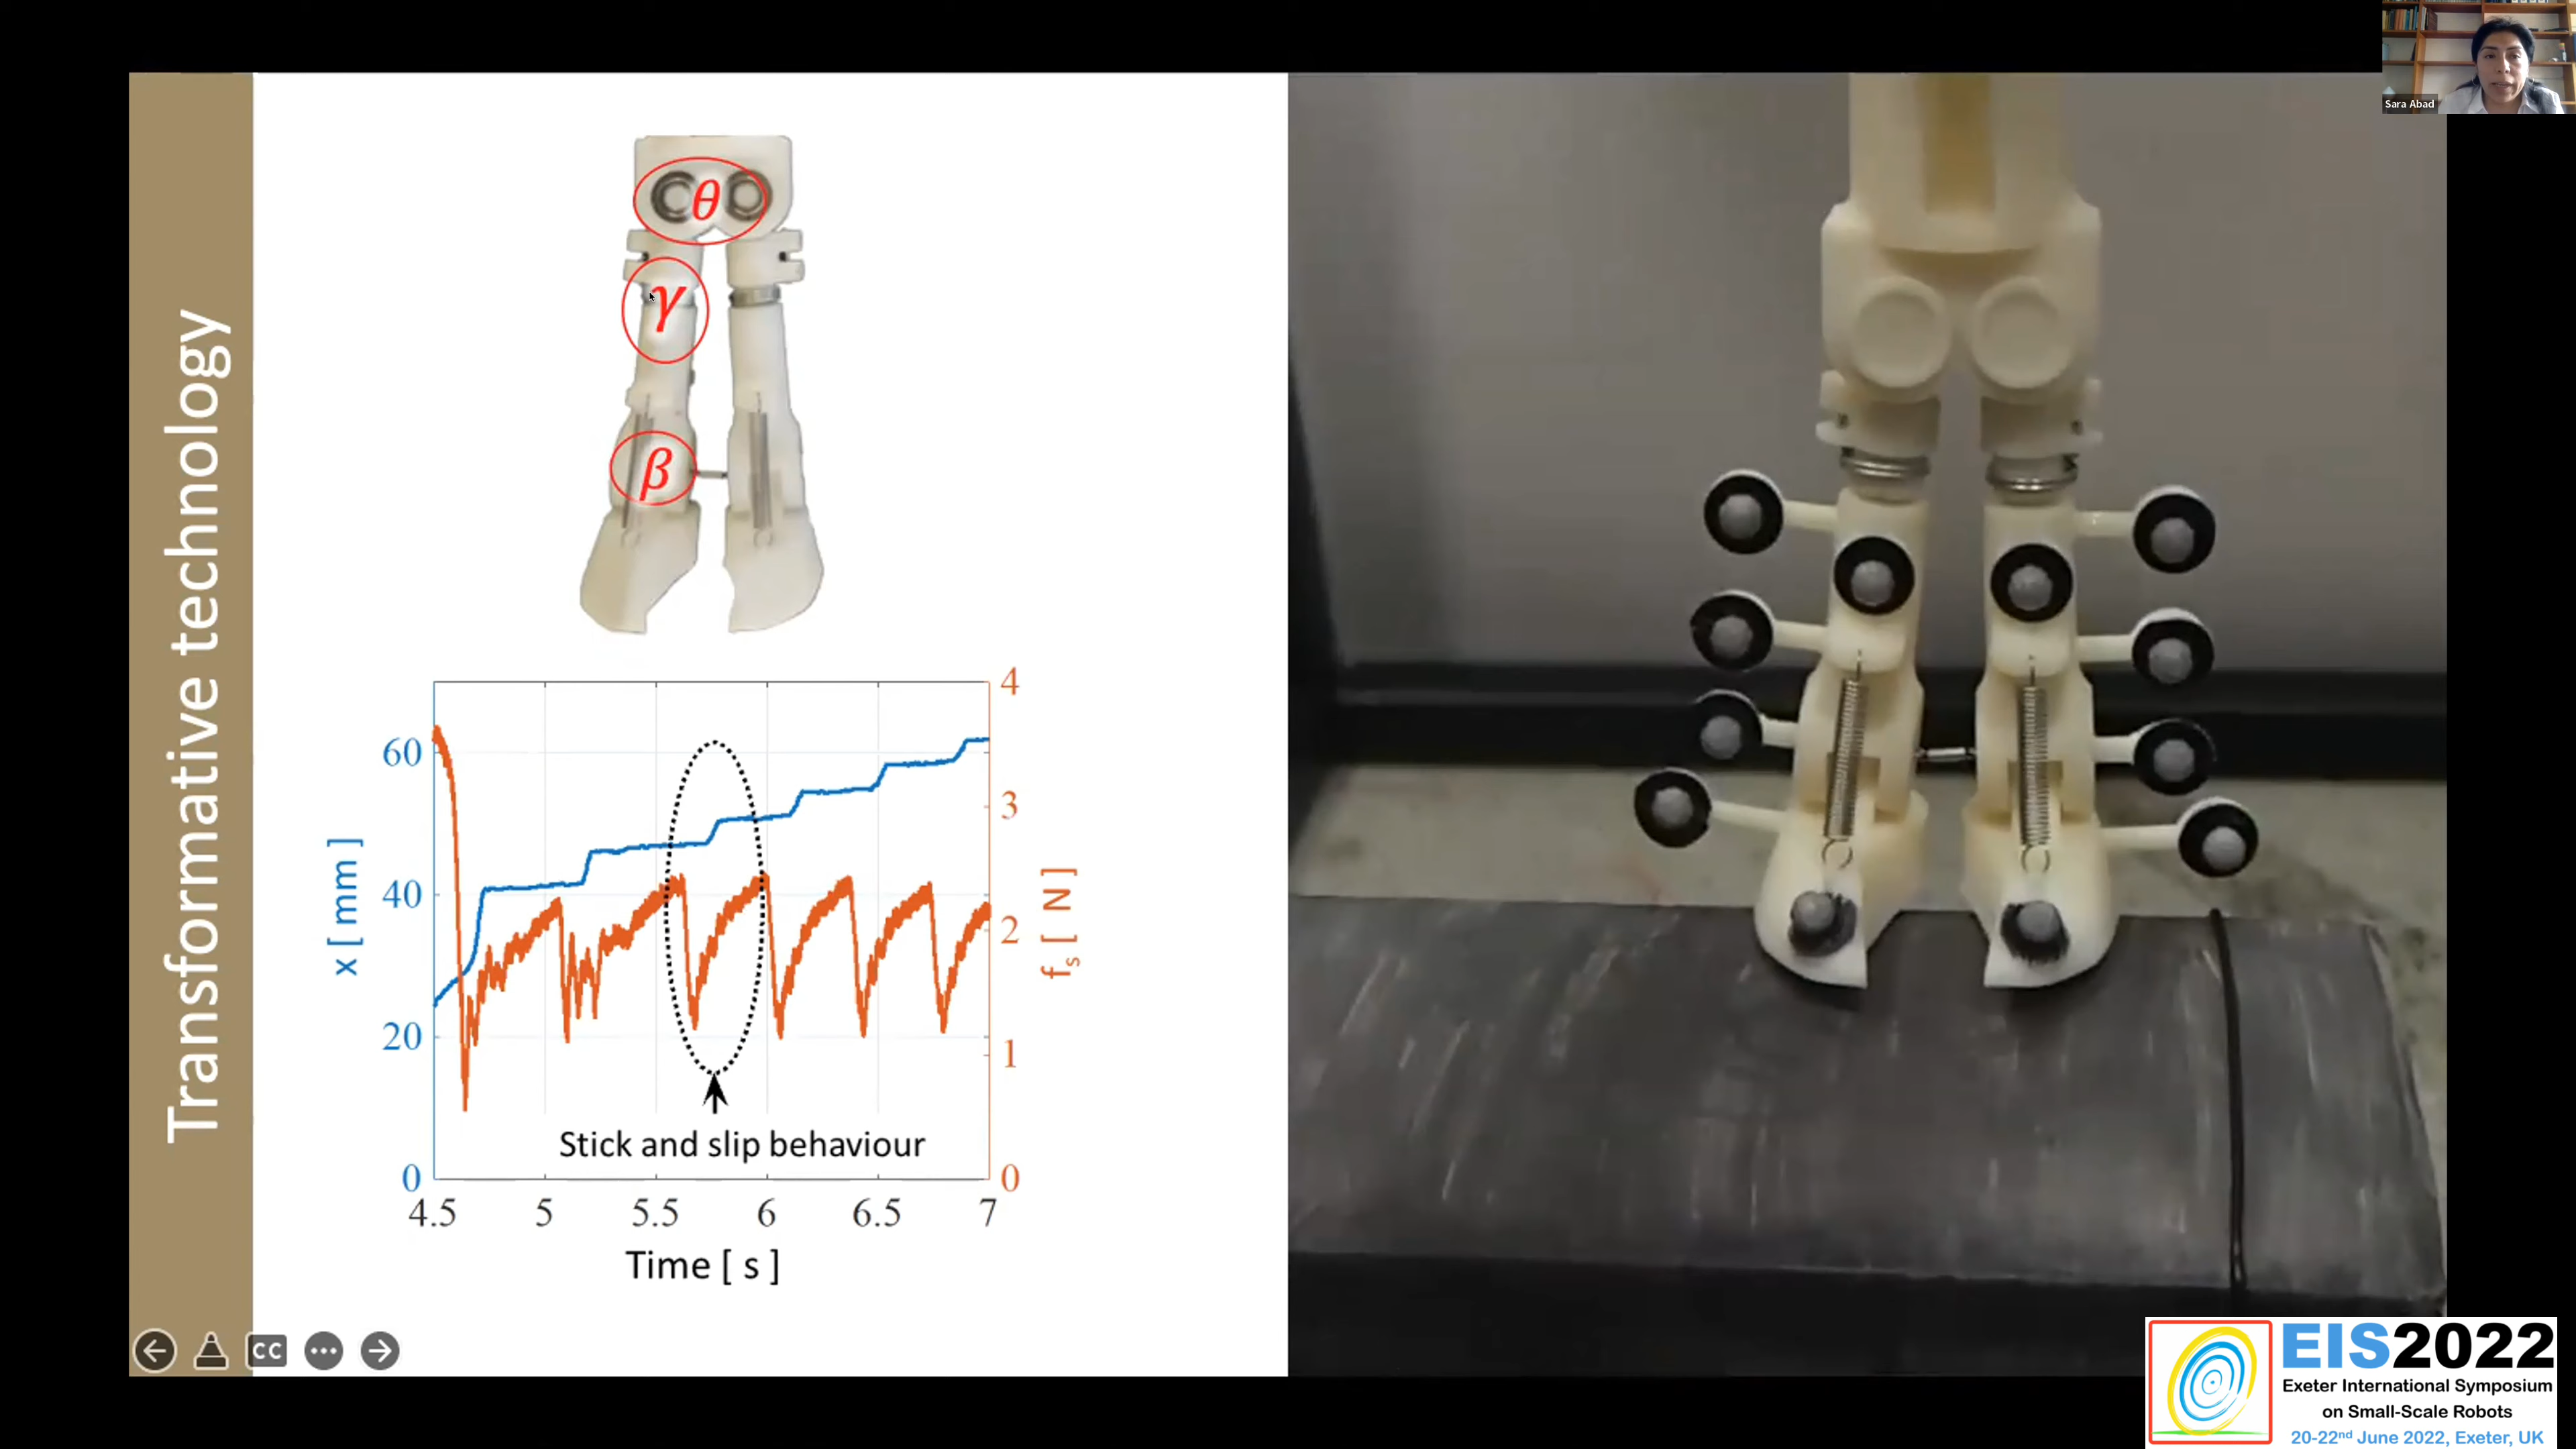 Sara Abad
Transformative technology
θ
γ
β
60
40
20
0
x [ mm ]
4
3
2
1
0
fs [ N ]
Stick and slip behaviour
4.5 5 5.5 6 6.5 7
Time [ s ]
CC
EIS2022
Exeter International Symposium
on Small-Scale Robots
20-22nd June 2022, Exeter, UK